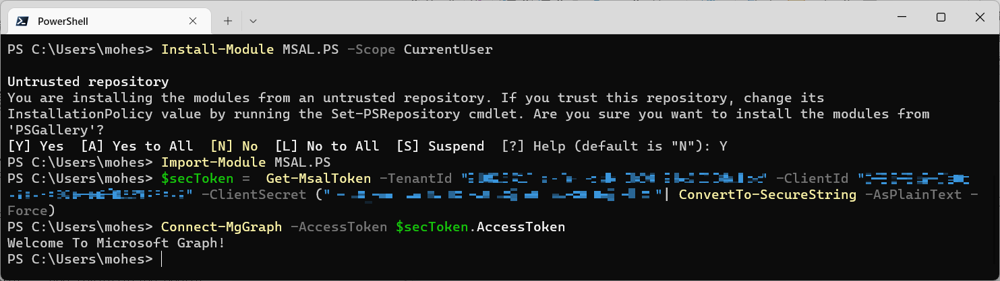 PowerShell
PS C:\Users\mohes> Install-Module MSAL.PS -Scope CurrentUser
Untrusted repository
You are installing the modules from an untrusted repository. If you trust this repository, change its
InstallationPolicy value by running the Set-PSRepository cmdlet. Are you sure you want to install the modules from
'PSGallery'?
[Y] Yes  [A] Yes to All  [N] No  [L] No to All  [S] Suspend  [?] Help (default is "N"): Y
PS C:\Users\mohes> Import-Module MSAL.PS
PS C:\Users\mohes> $secToken =  Get-MsalToken -TenantId "" -ClientId "
" -ClientSecret (""| ConvertTo-SecureString -AsPlainText -
Force)
PS C:\Users\mohes> Connect-MgGraph -AccessToken $secToken.AccessToken
Welcome To Microsoft Graph!
PS C:\Users\mohes>